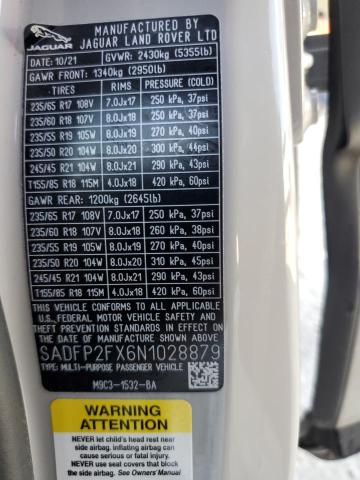 JAGUAR
MANUFACTURED BY
JAGUAR LAND ROVER LTD
DATE: 10/21 GVWR: 2430kg (5355lb)
GAWR FRONT: 1340kg (2950lb)
TIRES RIMS PRESSURE (COLD)
235/65 R17 108V 7.0Jx17 250 kPa, 37psi
235/60 R18 107V 8.0Jx18 250 kPa, 37psi
235/55 R19 105W 8.0Jx19 270 kPa, 40psi
235/50 R20 104W 8.0Jx20 300 kPa, 44psi
245/45 R21 104W 8.0Jx21 290 kPa, 43psi
T155/85 R18 115M 4.0Jx18 420 kPa, 60psi
GAWR REAR: 1200kg (2645lb)
235/65 R17 108V 7.0Jx17 250 kPa, 37psi
235/60 R18 107V 8.0Jx18 260 kPa, 38psi
235/55 R19 105W 8.0Jx19 270 kPa, 40psi
235/50 R20 104W 8.0Jx20 310 kPa, 45psi
245/45 R21 104W 8.0Jx21 290 kPa, 43psi
T155/85 R18 115M 4.0Jx18 420 kPa, 60psi
THIS VEHICLE CONFORMS TO ALL APPLICABLE
FEDERAL MOTOR VEHICLE SAFETY, BUMPER
AND THEFT PREVENTION STANDARDS IN EFFECT
ON THE DATE OF MANUFACTURE SHOWN ABOVE
SADFP2FX6N1028879
TYPE: MULTI-PURPOSE PASSENGER VEHICLE
M9C3-1532-BA
WARNING
NEVER let child's head rest near
side airbag. Inflating airbag can
cause serious or fatal injury.
NEVER use seat covers that block
the side airbag. See Owner's Manual